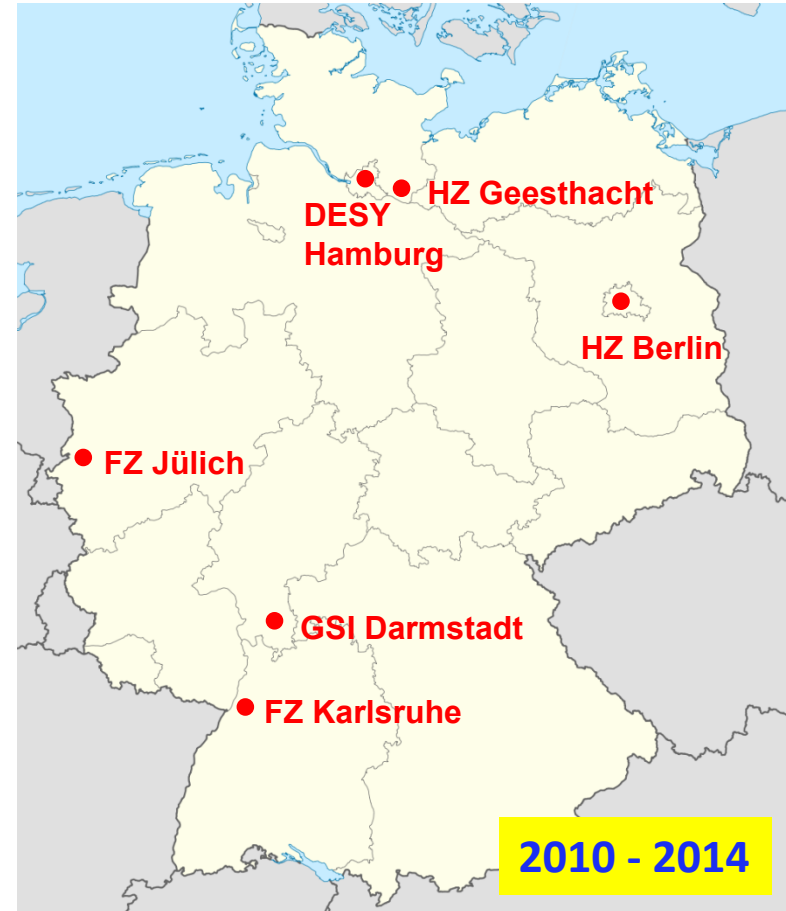 HZ Geesthacht
DESY
Hamburg
HZ Berlin
FZ Jülich
GSI Darmstadt
FZ Karlsruhe
2010 - 2014